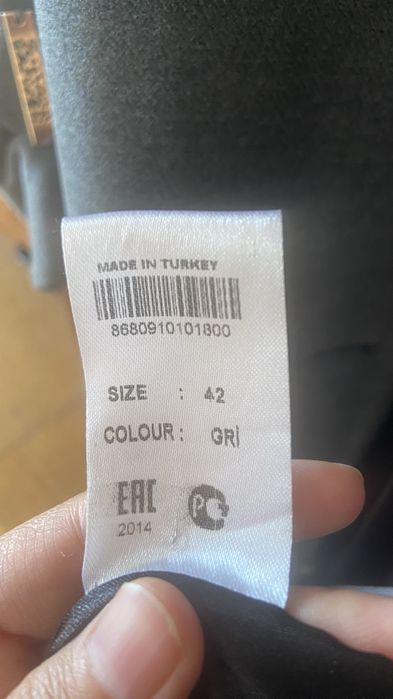 MADE IN TURKEY
8680910101800
SIZE : 42
COLOUR : GRİ
EAC
2014